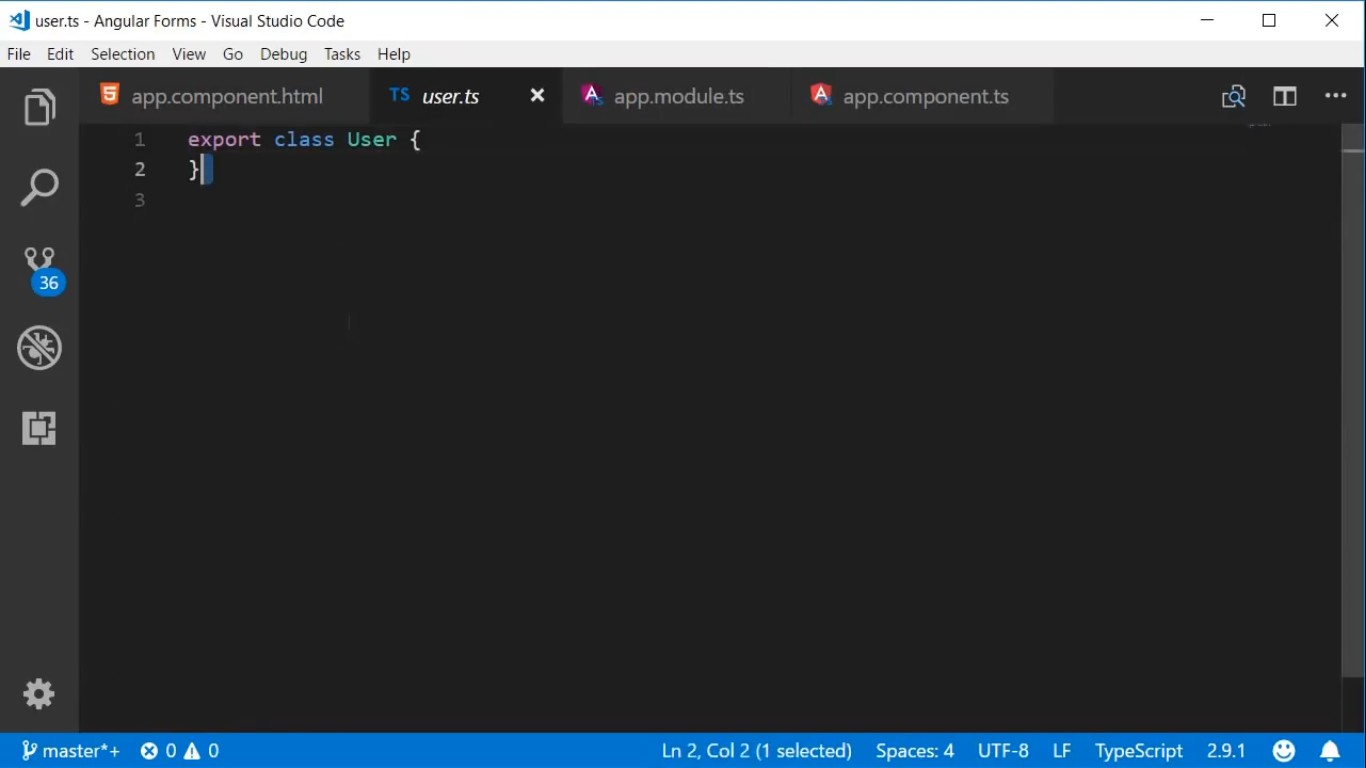 user.ts - Angular Forms - Visual Studio Code
File Edit Selection View Go Debug Tasks Help
app.component.html TS user.ts app.module.ts app.component.ts
1 export class User {
2 }
3
36
master*+ 0 0 Ln 2, Col 2 (1 selected) Spaces: 4 UTF-8 LF TypeScript 2.9.1